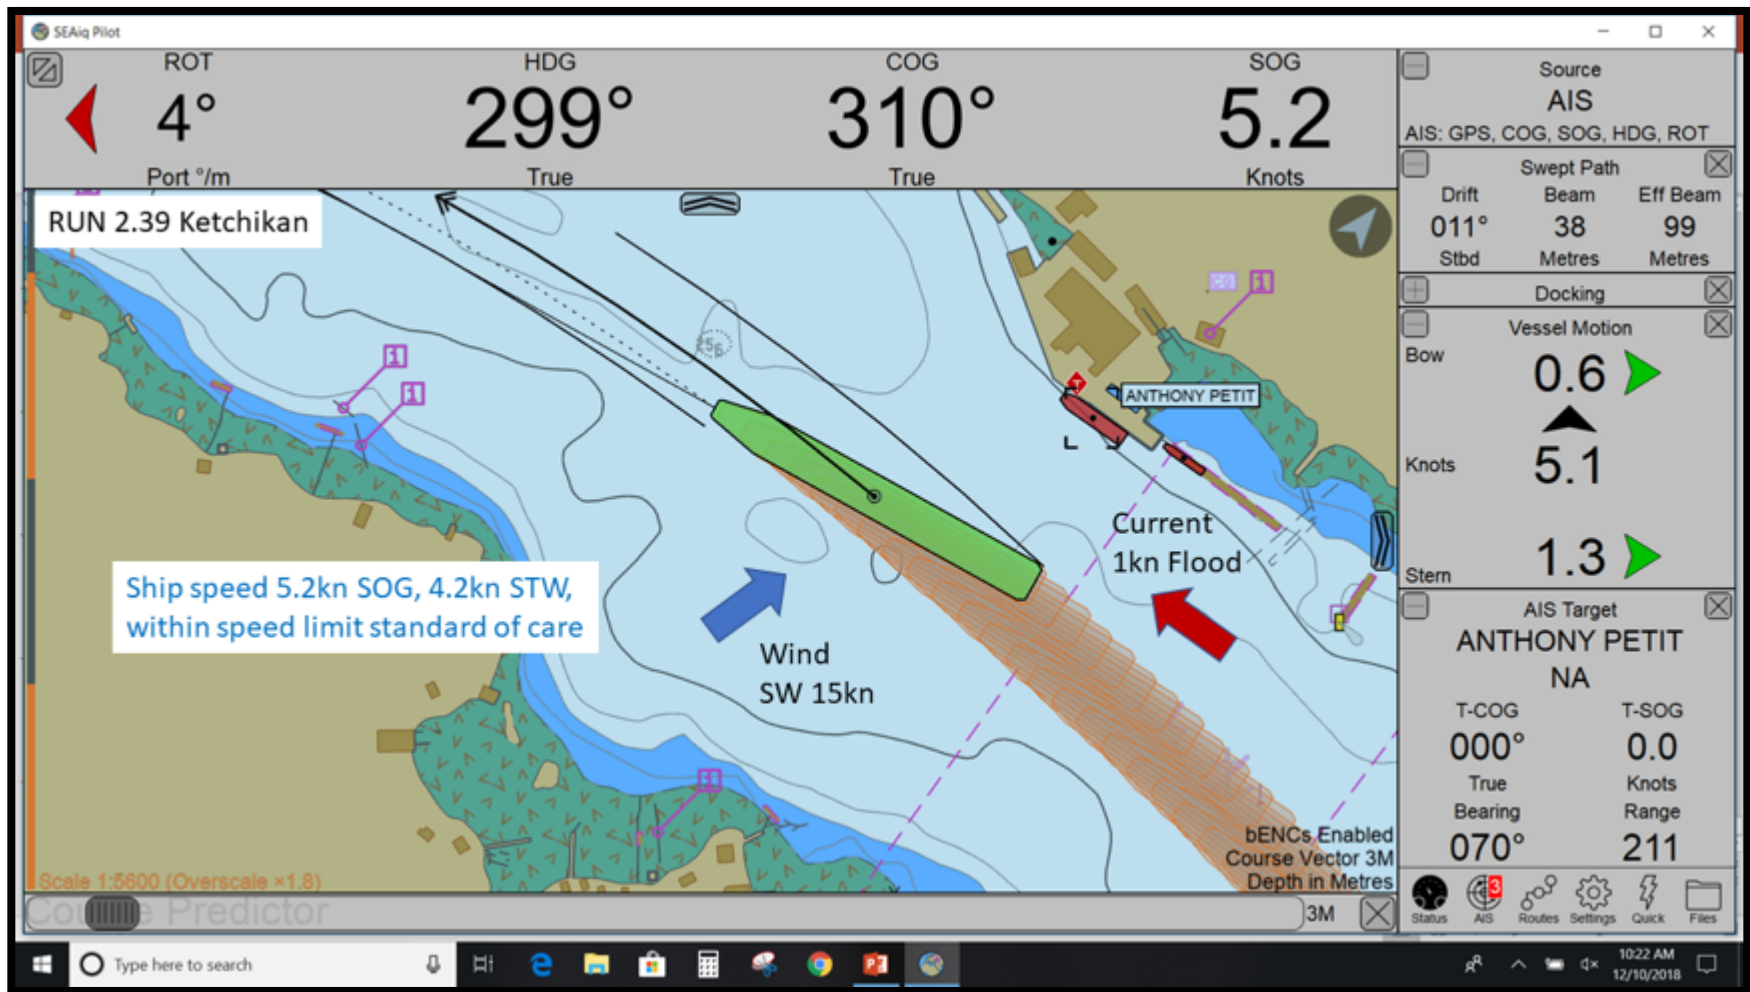 SEAiq Pilot
ROT
HDG
COG
SOG
4°
299°
310°
5.2
Port °/m
True
True
Knots
Source
AIS
AIS: GPS, COG, SOG, HDG, ROT
Swept Path
Drift
Beam
Eff Beam
011°
38
99
Stbd
Metres
Metres
Docking
Vessel Motion
Bow
0.6
Knots
5.1
Stern
1.3
AIS Target
ANTHONY PETIT
NA
T-COG
T-SOG
000°
0.0
True
Knots
Bearing
Range
070°
211
RUN 2.39 Ketchikan
CG
1
1
1
ANTHONY PETIT
Current
1kn Flood
Ship speed 5.2kn SOG, 4.2kn STW,
within speed limit standard of care
Wind
SW 15kn
bENCs Enabled
Course Vector 3M
Depth in Metres
Scale 1:5600 (Overscale ×1.8)
3M
Status
AIS
3
Routes
Settings
Quick
Files
Type here to search
10:22 AM
12/10/2018